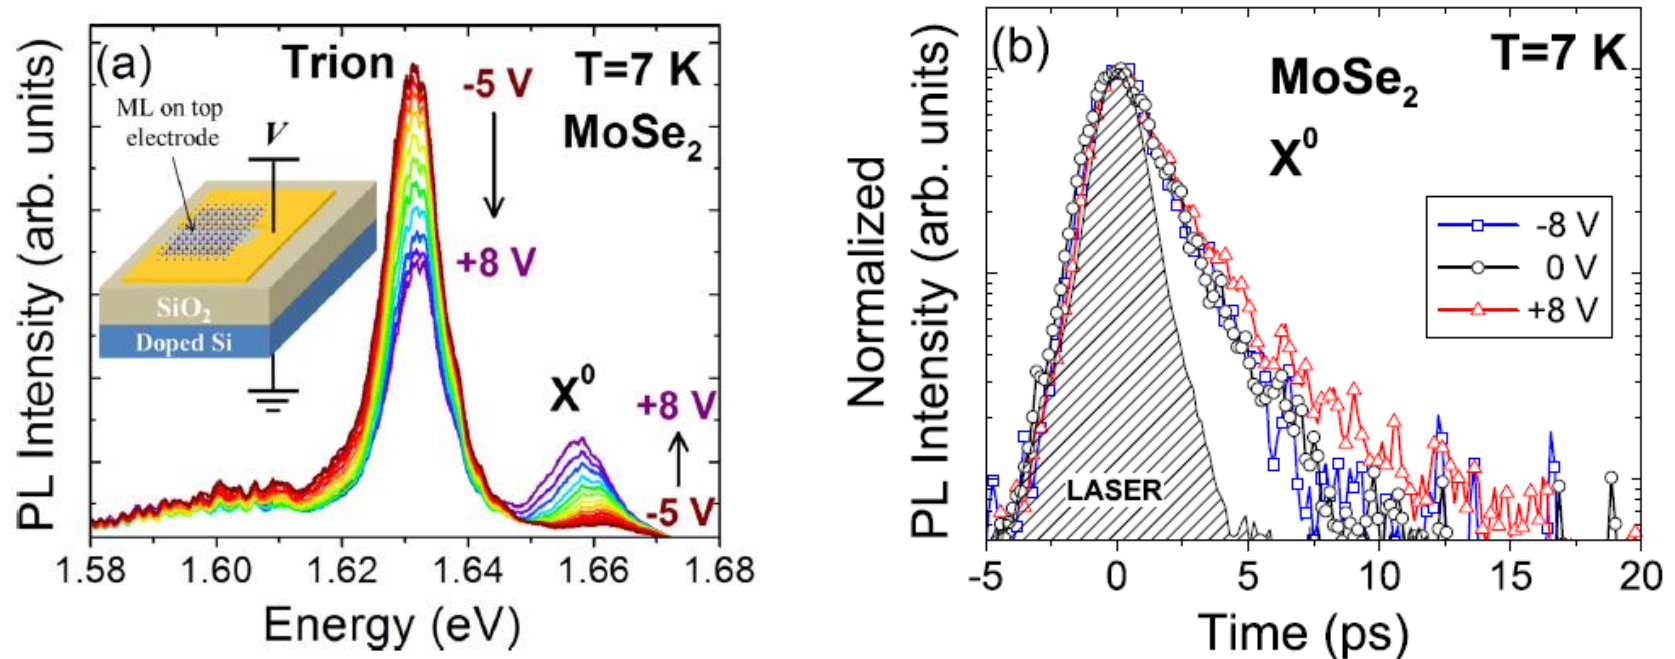 (a)
Trion
T=7 K
MoSe₂
-5 V
+8 V
ML on top
electrode
V
SiO₂
Doped Si
X⁰
+8 V
-5 V
PL Intensity (arb. units)
1.58 1.60 1.62 1.64 1.66 1.68
Energy (eV)
(b)
T=7 K
MoSe₂
X⁰
-8 V
0 V
+8 V
LASER
Normalized
PL Intensity (arb. units)
-5 0 5 10 15 20
Time (ps)